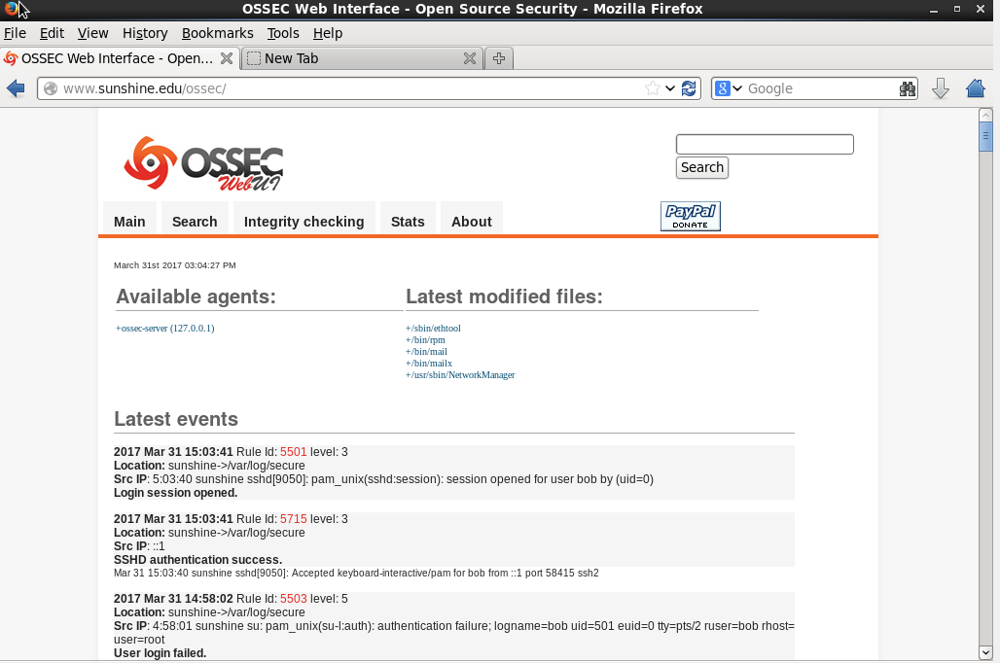 OSSEC Web Interface - Open Source Security - Mozilla Firefox
File Edit View History Bookmarks Tools Help
OSSEC Web Interface - Open... New Tab
www.sunshine.edu/ossec/ 8 Google
OSSEC
WebUI
Search
Main Search Integrity checking Stats About
PayPal
DONATE
March 31st 2017 03:04:27 PM
Available agents: Latest modified files:
+ossec-server (127.0.0.1) +/sbin/ethtool
+/bin/rpm
+/bin/mail
+/bin/mailx
+/usr/sbin/NetworkManager
Latest events
2017 Mar 31 15:03:41 Rule Id: 5501 level: 3
Location: sunshine->/var/log/secure
Src IP: 5:03:40 sunshine sshd[9050]: pam_unix(sshd:session): session opened for user bob by (uid=0)
Login session opened.
2017 Mar 31 15:03:41 Rule Id: 5715 level: 3
Location: sunshine->/var/log/secure
Src IP: ::1
SSHD authentication success.
Mar 31 15:03:40 sunshine sshd[9050]: Accepted keyboard-interactive/pam for bob from ::1 port 58415 ssh2
2017 Mar 31 14:58:02 Rule Id: 5503 level: 5
Location: sunshine->/var/log/secure
Src IP: 4:58:01 sunshine su: pam_unix(su-l:auth): authentication failure; logname=bob uid=501 euid=0 tty=pts/2 ruser=bob rhost=
user=root
User login failed.